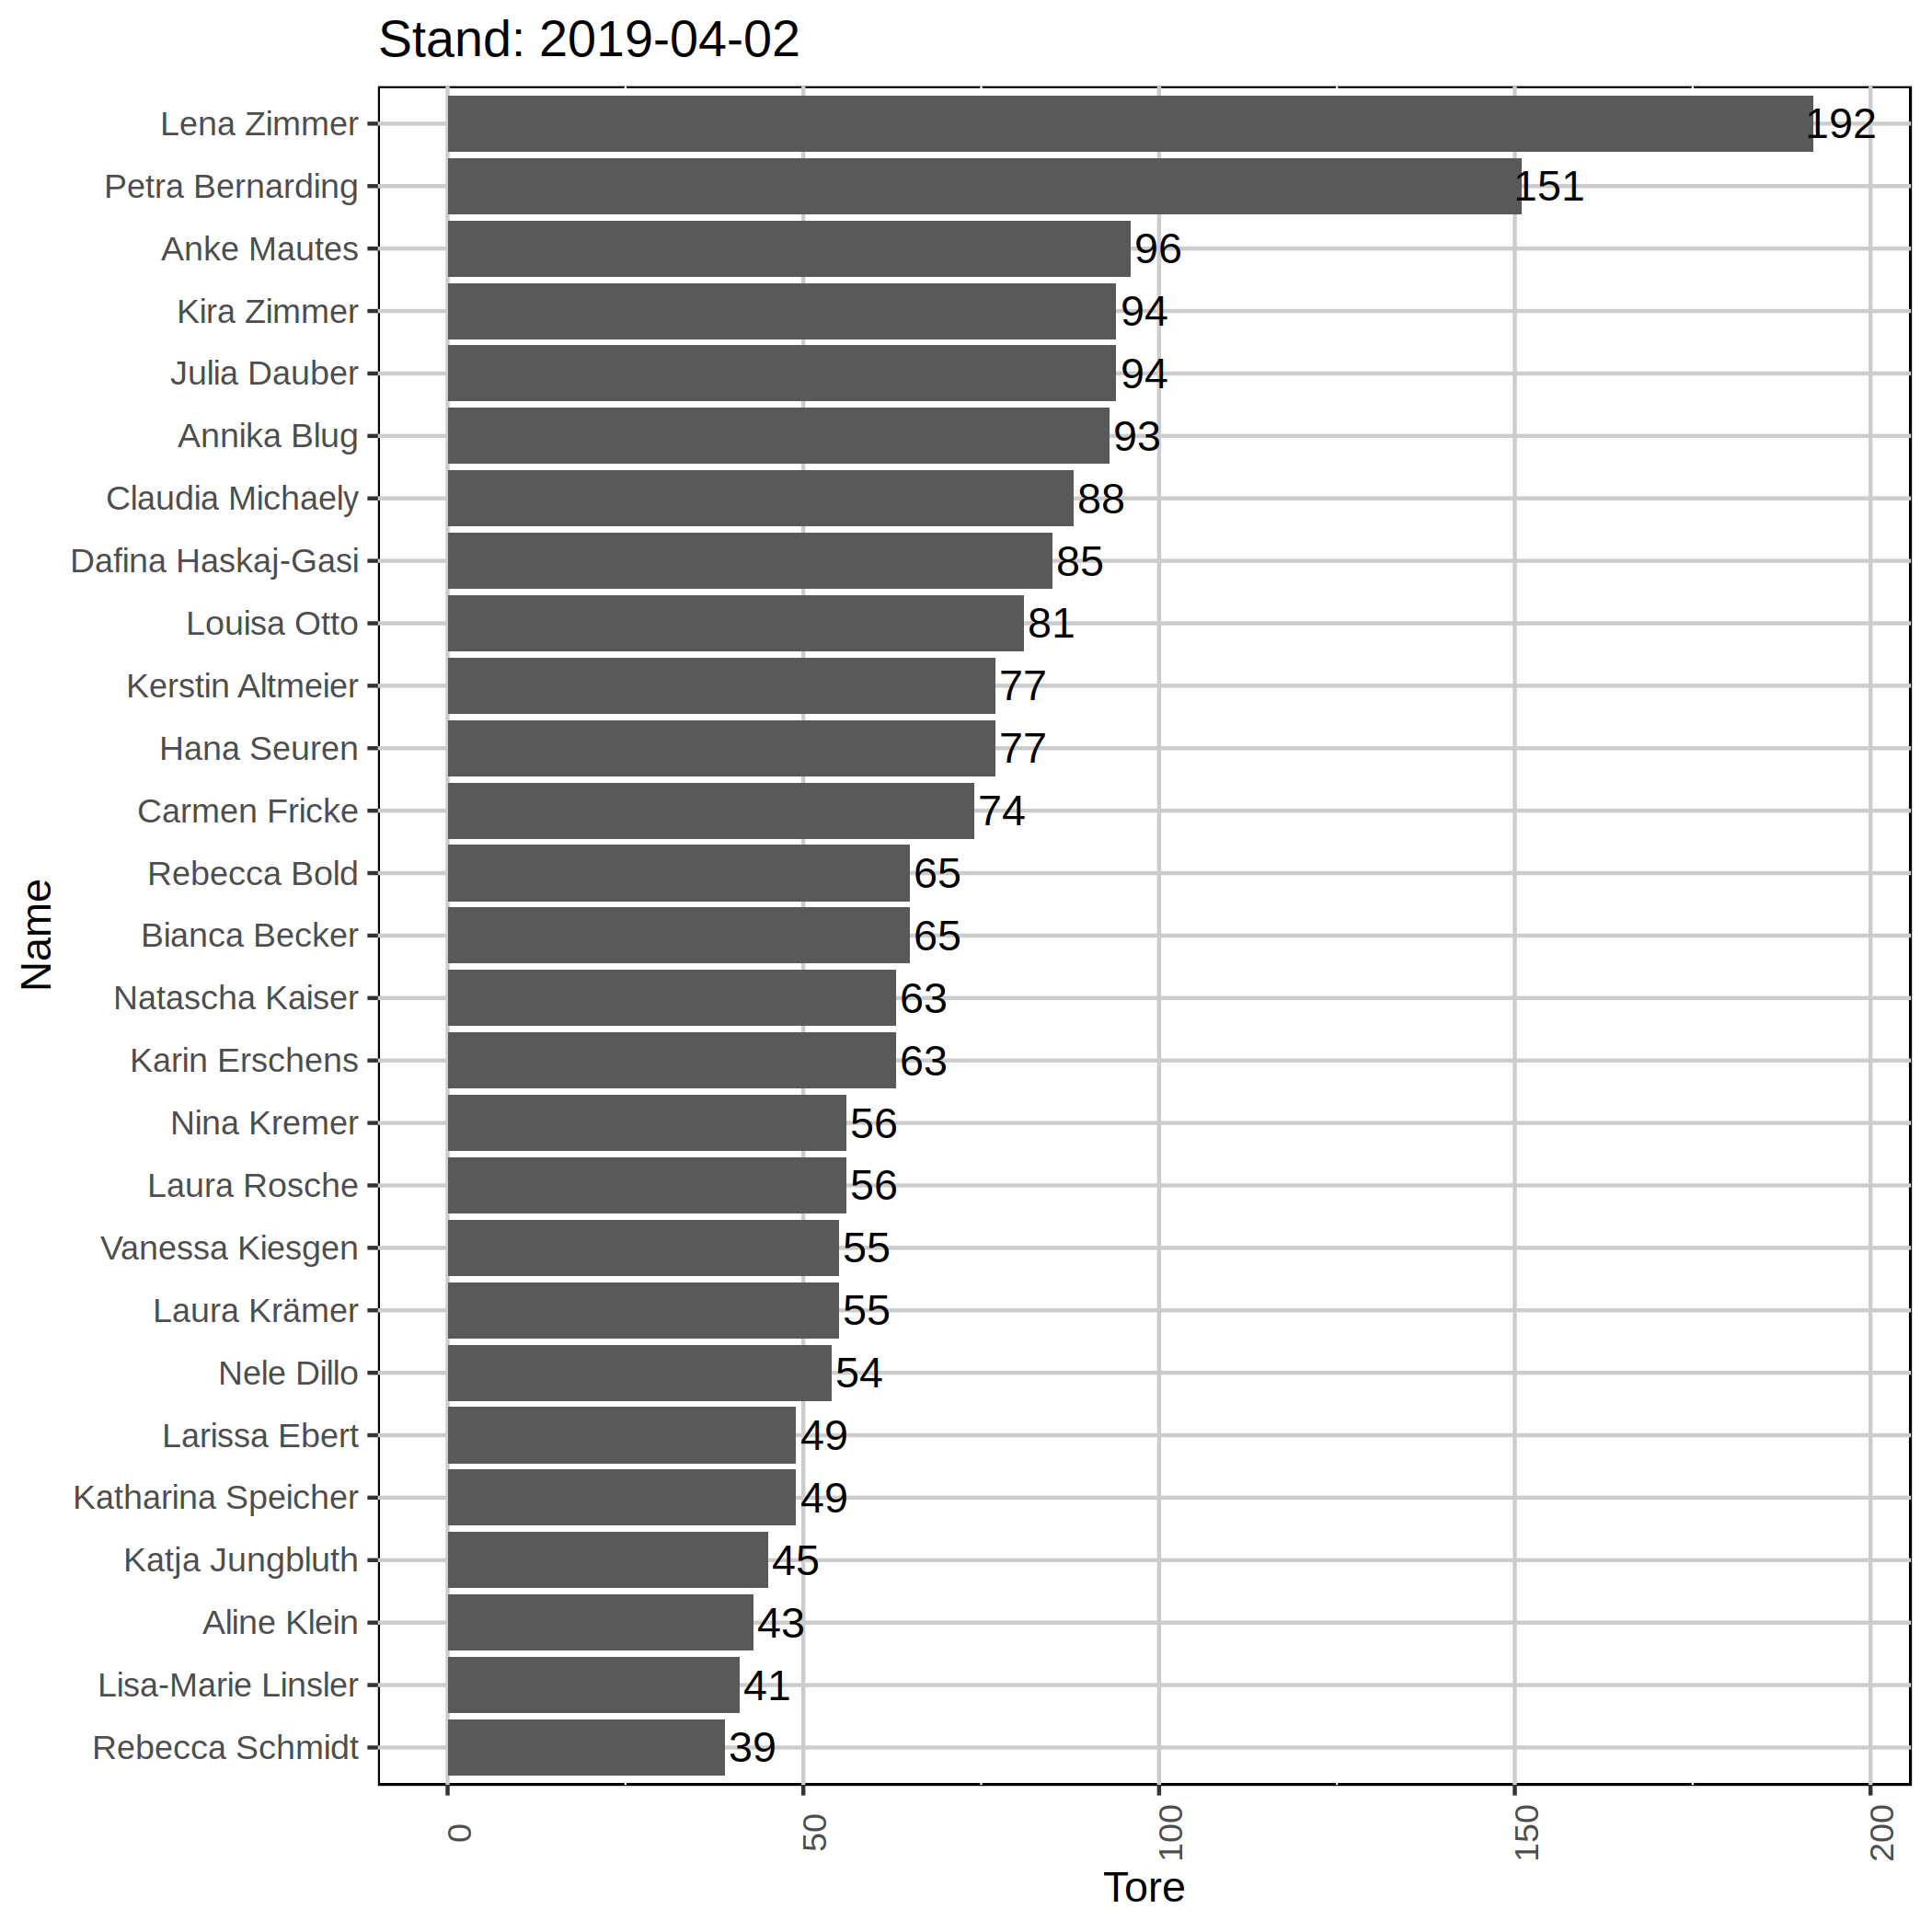 Stand: 2019-04-02
Lena Zimmer 192
Petra Bernarding 151
Anke Mautes 96
Kira Zimmer 94
Julia Dauber 94
Annika Blug 93
Claudia Michaely 88
Dafina Haskaj-Gasi 85
Louisa Otto 81
Kerstin Altmeier 77
Hana Seuren 77
Carmen Fricke 74
Rebecca Bold 65
Bianca Becker 65
Natascha Kaiser 63
Karin Erschens 63
Nina Kremer 56
Laura Rosche 56
Vanessa Kiesgen 55
Laura Krämer 55
Nele Dillo 54
Larissa Ebert 49
Katharina Speicher 49
Katja Jungbluth 45
Aline Klein 43
Lisa-Marie Linsler 41
Rebecca Schmidt 39
Name
0 50 100 150 200
Tore